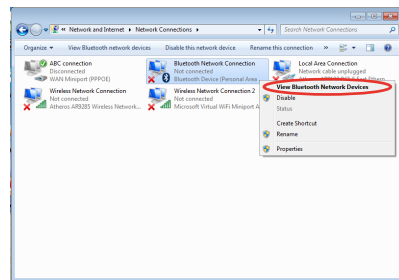 « Network and Internet ▸ Network Connections ▸
Search Network Connections
Organize View Bluetooth network devices Disable this network device Rename this connection »
ABC connection
Disconnected
WAN Miniport (PPPOE)
Bluetooth Network Connection
Not connected
Bluetooth Device (Personal Area ...
Local Area Connection
Network cable unplugged
Wireless Network Connection
Not connected
Atheros AR9285 Wireless Network...
Wireless Network Connection 2
Not connected
Microsoft Virtual WiFi Miniport A
View Bluetooth Network Devices
Disable
Status
Create Shortcut
Rename
Properties